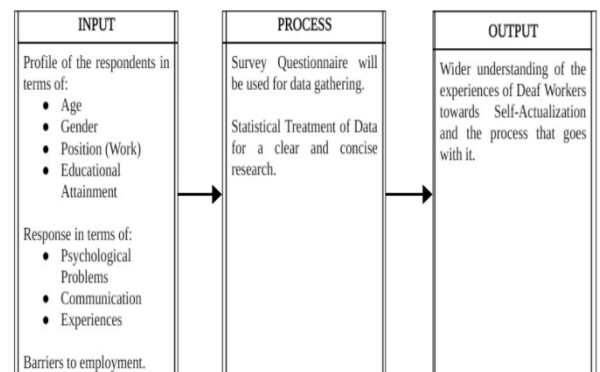 INPUT
Profile of the respondents in
terms of:
● Age
● Gender
● Position (Work)
● Educational
Attainment
Response in terms of:
● Psychological
Problems
● Communication
● Experiences
Barriers to employment.
PROCESS
Survey Questionnaire will
be used for data gathering.
Statistical Treatment of Data
for a clear and concise
research.
OUTPUT
Wider understanding of the
experiences of Deaf Workers
towards Self-Actualization
and the process that goes
with it.